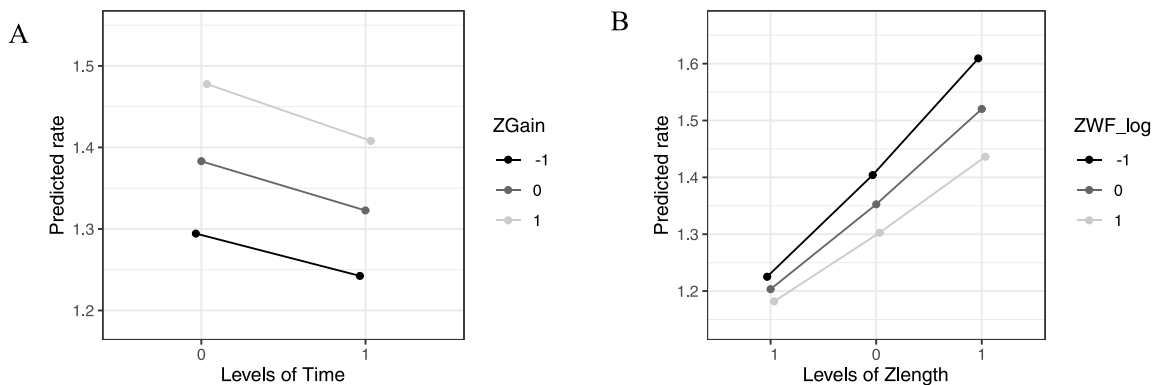 A
Predicted rate
1.5
1.4
1.3
1.2
0
1
Levels of Time
ZGain
-1
0
1
B
Predicted rate
1.6
1.5
1.4
1.3
1.2
1
0
1
Levels of Zlength
ZWF_log
-1
0
1